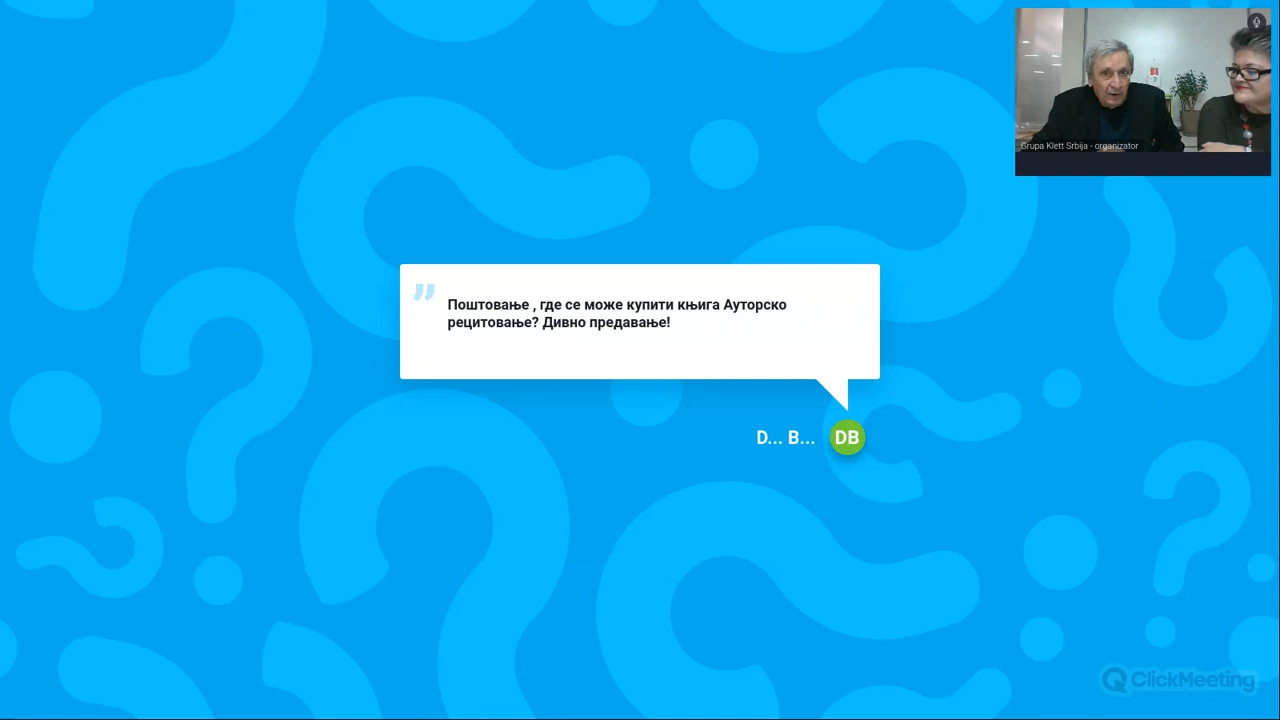 Grupa Klett Srbija - organizator
Поштовање , где се може купити књига Ауторско
рецитовање? Дивно предавање!
D... B... DB
ClickMeeting